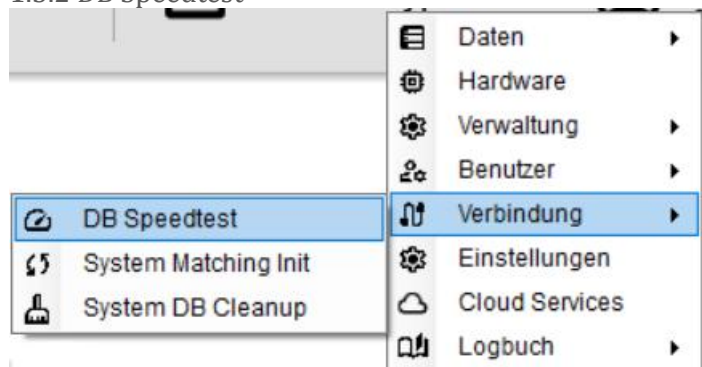 1.3.2 DB Speedtest
Daten
Hardware
Verwaltung
Benutzer
Verbindung
Einstellungen
Cloud Services
Logbuch
DB Speedtest
System Matching Init
System DB Cleanup